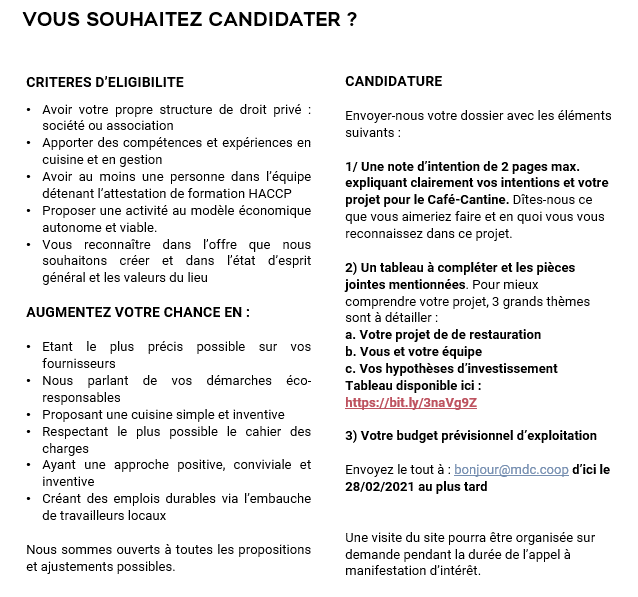 VOUS SOUHAITEZ CANDIDATER ?
CRITERES D'ELIGIBILITE
• Avoir votre propre structure de droit privé :
société ou association
• Apporter des compétences et expériences en
cuisine et en gestion
• Avoir au moins une personne dans l'équipe
détenant l'attestation de formation HACCP
• Proposer une activité au modèle économique
autonome et viable.
• Vous reconnaître dans l'offre que nous
souhaitons créer et dans l'état d'esprit
général et les valeurs du lieu
AUGMENTEZ VOTRE CHANCE EN :
• Etant le plus précis possible sur vos
fournisseurs
• Nous parlant de vos démarches éco-
responsables
• Proposant une cuisine simple et inventive
• Respectant le plus possible le cahier des
charges
• Ayant une approche positive, conviviale et
inventive
• Créant des emplois durables via l'embauche
de travailleurs locaux
Nous sommes ouverts à toutes les propositions
et ajustements possibles.
CANDIDATURE
Envoyer-nous votre dossier avec les éléments
suivants :
1/ Une note d'intention de 2 pages max.
expliquant clairement vos intentions et votre
projet pour le Café-Cantine. Dîtes-nous ce
que vous aimeriez faire et en quoi vous vous
reconnaissez dans ce projet.
2) Un tableau à compléter et les pièces
jointes mentionnées. Pour mieux
comprendre votre projet, 3 grands thèmes
sont à détailler :
a. Votre projet de de restauration
b. Vous et votre équipe
c. Vos hypothèses d'investissement
Tableau disponible ici :
https://bit.ly/3naVg9Z
3) Votre budget prévisionnel d'exploitation
Envoyez le tout à : bonjour@mdc.coop d'ici le
28/02/2021 au plus tard
Une visite du site pourra être organisée sur
demande pendant la durée de l'appel à
manifestation d'intérêt.